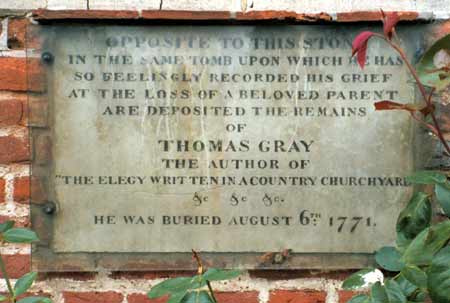 OPPOSITE TO THIS STONE
IN THE SAME TOMB UPON WHICH HE HAS
SO FEELINGLY RECORDED HIS GRIEF
AT THE LOSS OF A BELOVED PARENT
ARE DEPOSITED THE REMAINS
OF
THOMAS GRAY
THE AUTHOR OF
"THE ELEGY WRITTEN IN A COUNTRY CHURCHYARD"
&c &c &c.
HE WAS BURIED AUGUST 6TH. 1771.